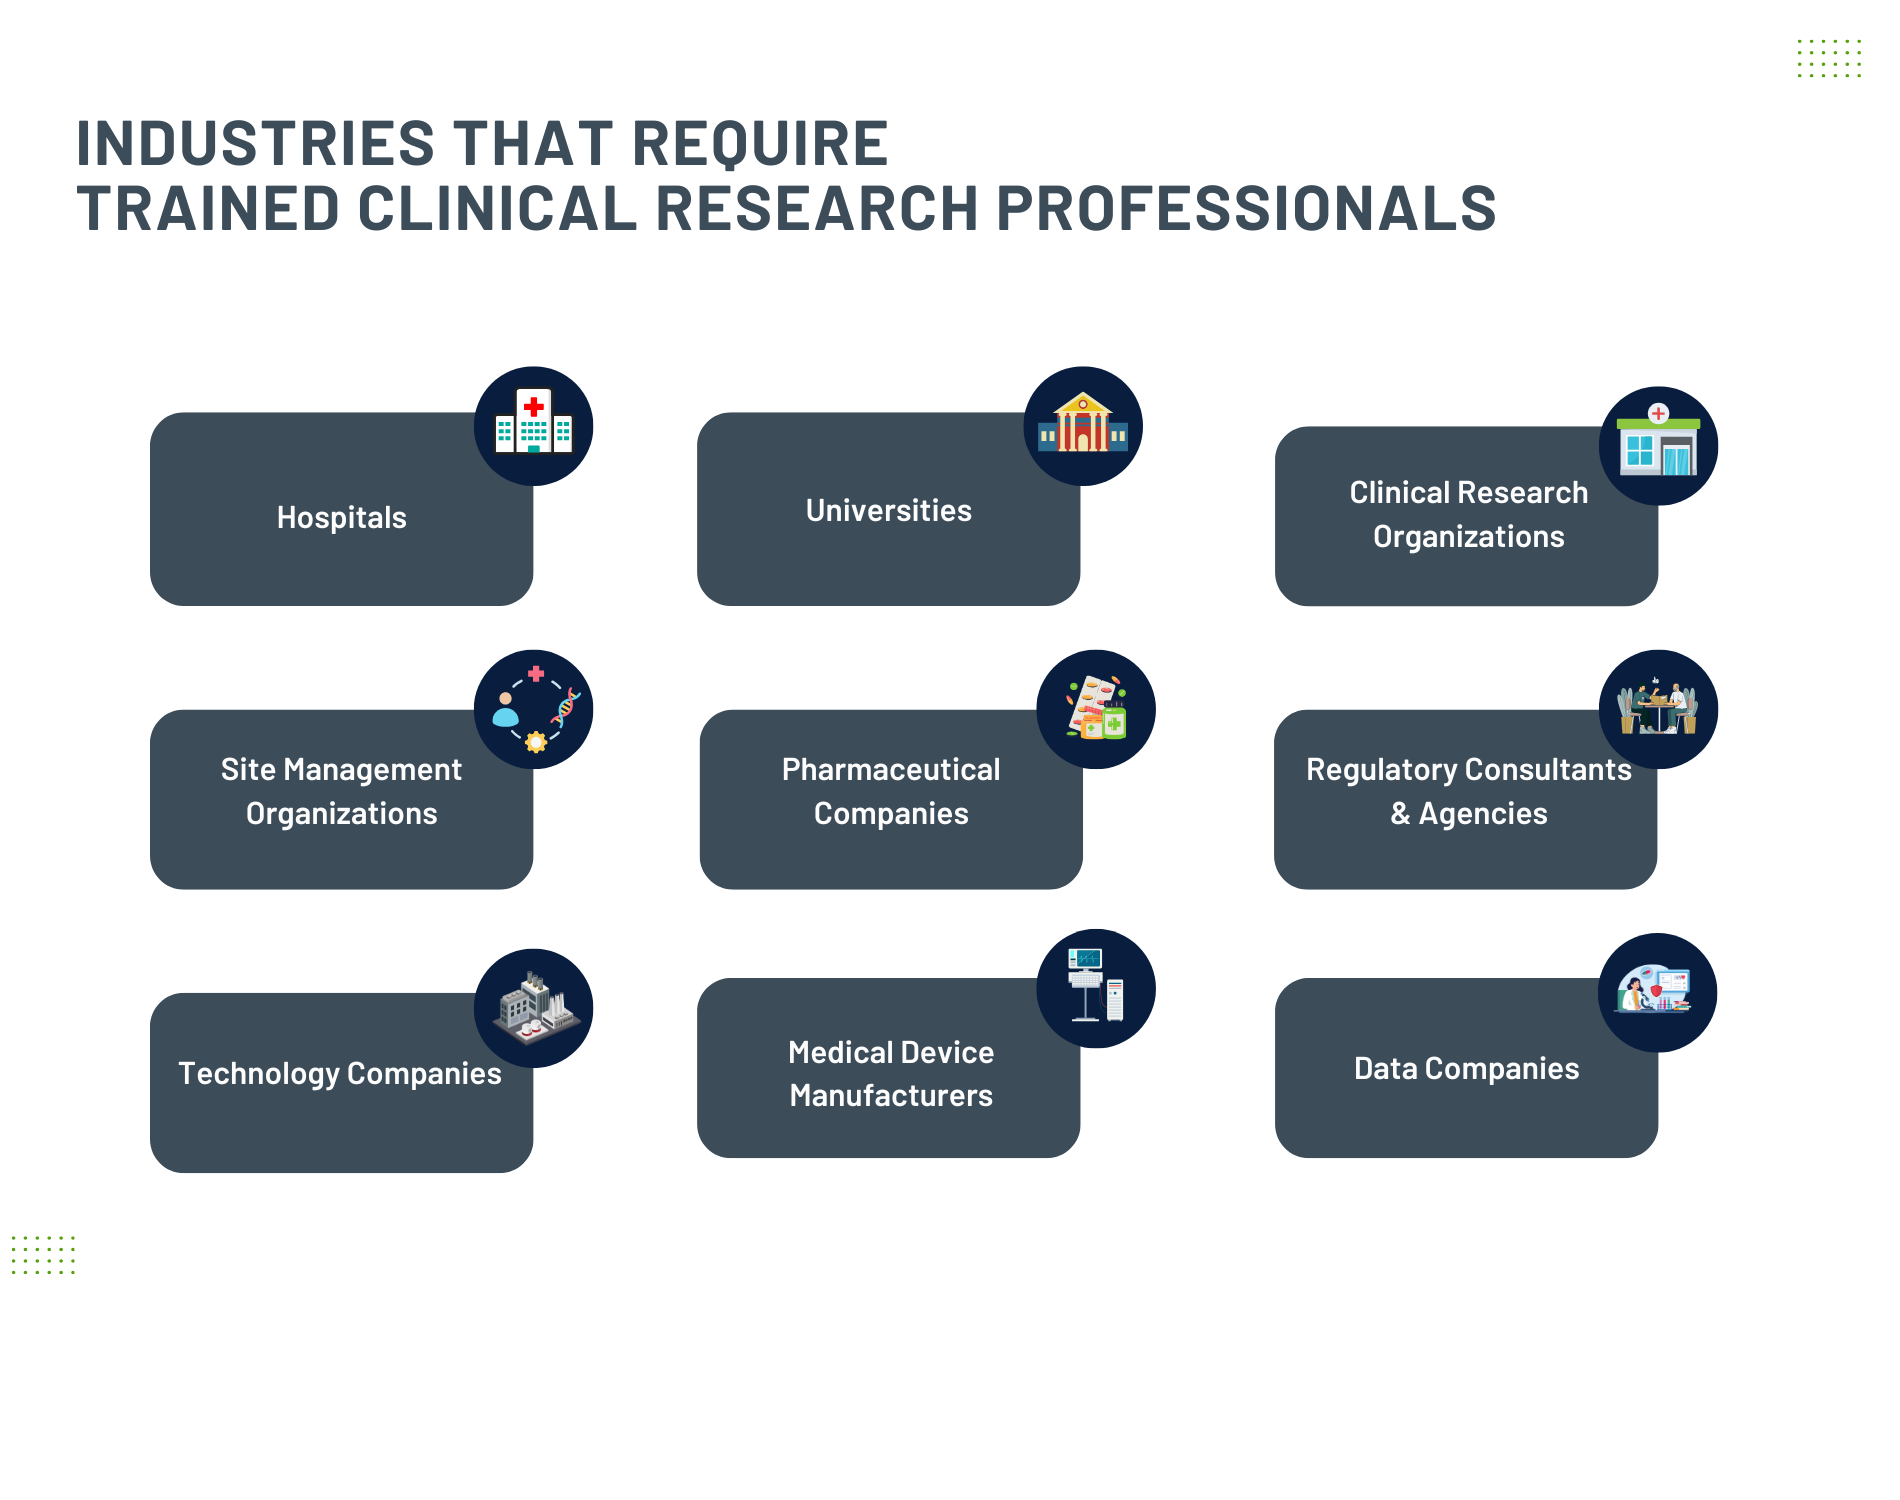 INDUSTRIES THAT REQUIRE
TRAINED CLINICAL RESEARCH PROFESSIONALS
Hospitals
Universities
Clinical Research
Organizations
Site Management
Organizations
Pharmaceutical
Companies
Regulatory Consultants
& Agencies
Technology Companies
Medical Device
Manufacturers
Data Companies